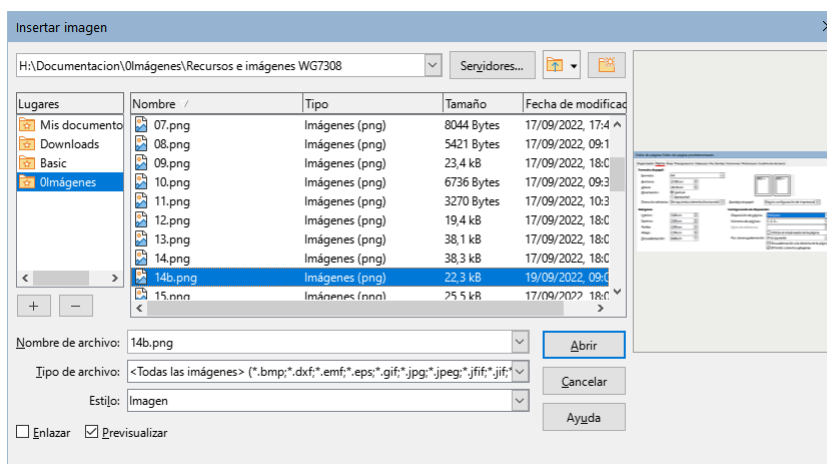 Insertar imagen
H:\Documentacion\0Imágenes\Recursos e imágenes WG7308
Servidores...
Lugares
Mis documento
Downloads
Basic
0Imágenes
Nombre Tipo Tamaño Fecha de modificac
07.png Imágenes (png) 8044 Bytes 17/09/2022, 17:4
08.png Imágenes (png) 5421 Bytes 17/09/2022, 09:1
09.png Imágenes (png) 23,4 kB 17/09/2022, 18:0
10.png Imágenes (png) 6736 Bytes 17/09/2022, 09:3
11.png Imágenes (png) 3270 Bytes 17/09/2022, 10:3
12.png Imágenes (png) 19,4 kB 17/09/2022, 18:0
13.png Imágenes (png) 38,1 kB 17/09/2022, 18:0
14.png Imágenes (png) 38,3 kB 17/09/2022, 18:0
14b.png Imágenes (png) 22,3 kB 19/09/2022, 09:0
15.png Imágenes (png) 25,5 kB 17/09/2022, 18:0
Nombre de archivo: 14b.png
Abrir
Tipo de archivo: <Todas las imágenes> (*.bmp;*.dxf;*.emf;*.eps;*.gif;*.jpg;*.jpeg;*.jfif;*.jif;*
Cancelar
Estilo: Imagen
Ayuda
Enlazar Previsualizar